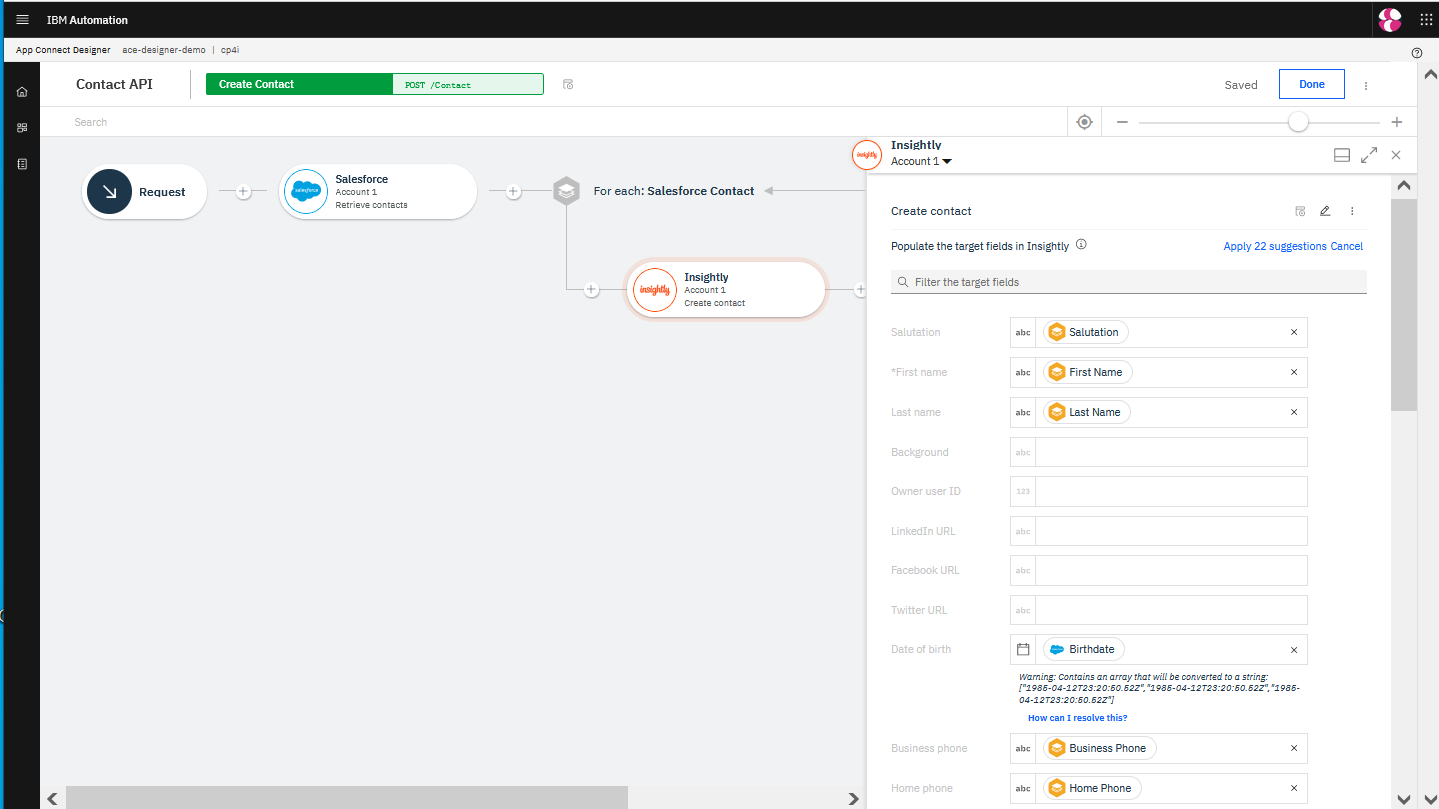 IBM Automation
App Connect Designer ace-designer-demo | cp4i
Contact API
Create Contact
POST /Contact
Saved
Done
Search
Request
Salesforce
Account 1
Retrieve contacts
For each: Salesforce Contact
insightly
Insightly
Account 1
Create contact
insightly
Insightly
Account 1
Create contact
Populate the target fields in Insightly
Apply 22 suggestions Cancel
Filter the target fields
Salutation abc Salutation
*First name abc First Name
Last name abc Last Name
Background abc
Owner user ID 123
LinkedIn URL abc
Facebook URL abc
Twitter URL abc
Date of birth Birthdate
Warning: Contains an array that will be converted to a string:
["1985-04-12T23:20:50.52Z","1985-04-12T23:20:50.52Z","1985-
04-12T23:20:50.52Z"]
How can I resolve this?
Business phone abc Business Phone
Home phone abc Home Phone